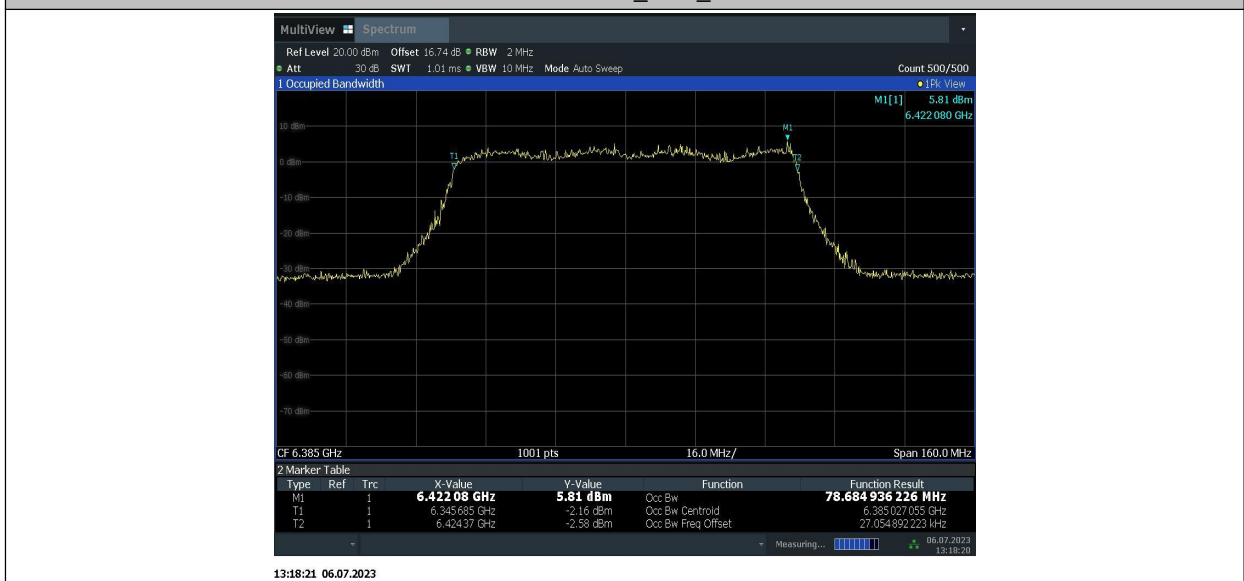 MultiView Spectrum
Ref Level 20.00 dBm Offset 16.74 dB RBW 2 MHz
Att 30 dB SWT 1.01 ms VBW 10 MHz Mode Auto Sweep Count 500/500
1 Occupied Bandwidth 1Pk View
M1[1] 5.81 dBm
6.422 080 GHz
10 dBm
M1
0 dBm
T1
T2
-10 dBm
-20 dBm
-30 dBm
-40 dBm
-50 dBm
-60 dBm
-70 dBm
CF 6.385 GHz 1001 pts 16.0 MHz/ Span 160.0 MHz
2 Marker Table
Type Ref Trc X-Value Y-Value Function Function Result
M1 1 6.422 08 GHz 5.81 dBm Occ Bw 78.684 936 226 MHz
T1 1 6.345 685 GHz -2.16 dBm Occ Bw Centroid 6.385 027 055 GHz
T2 1 6.424 37 GHz -2.58 dBm Occ Bw Freq Offset 27.054 892 223 kHz
Measuring... 06.07.2023
13:18:20
13:18:21 06.07.2023